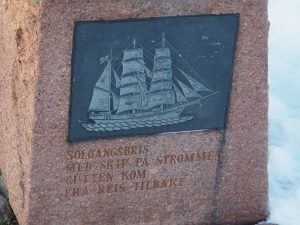 SOLGANGSBRIS
MED SKIP PÅ STRØMMEN
GUTTEN KOM
FRA REIS TILBAKE